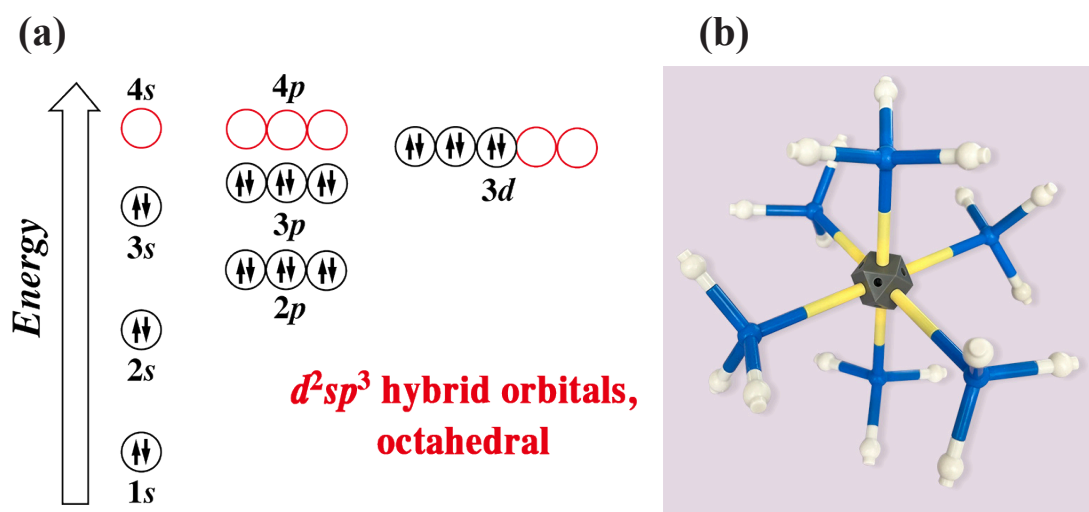 (a)
(b)
4s
4p
3d
3s
3p
2p
2s
1s
Energy
d²sp³ hybrid orbitals,
octahedral